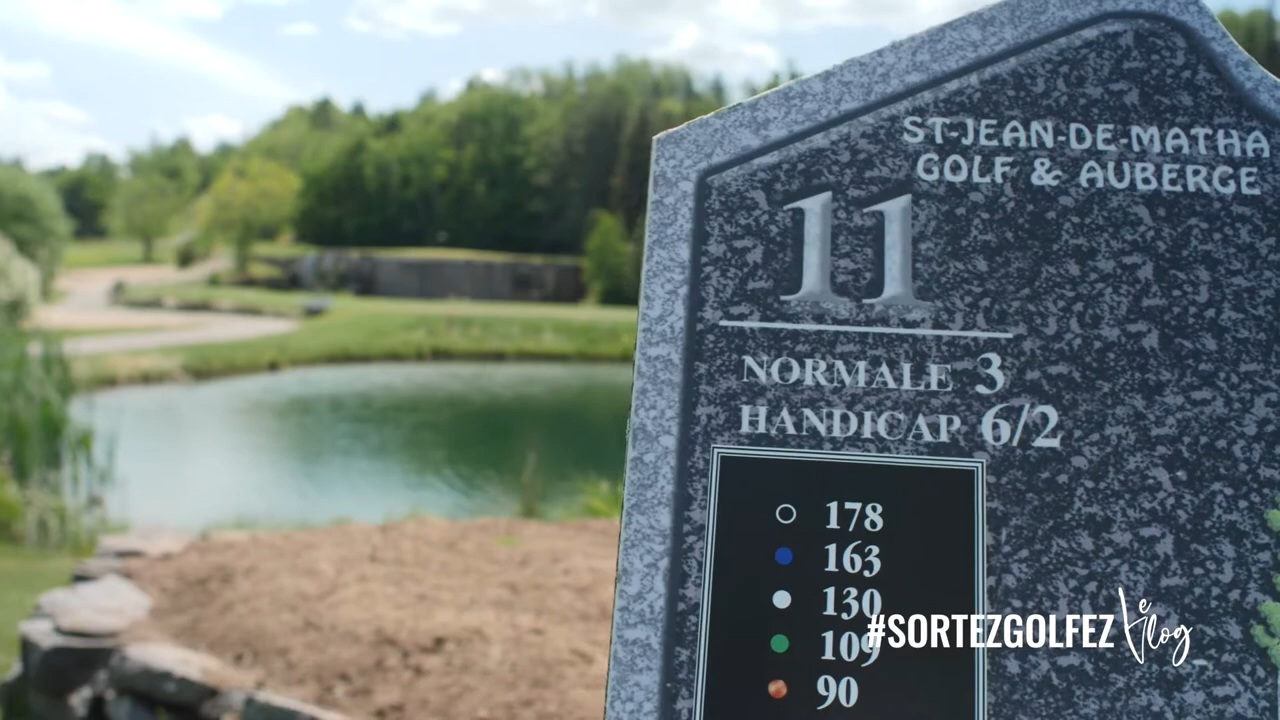 ST-JEAN-DE-MATHA
GOLF & AUBERGE
11
NORMALE 3
HANDICAP 6/2
178
163
130
109
90
#SORTEZGOLFEZ le vlog